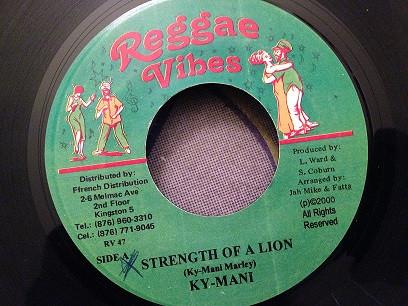 Reggae
Vibes
Distributed by:
Ffrench Distribution
2-6 Melmac Ave
2nd Floor
Kingston 5
Tel.: (876) 960-3310
Cel.: (876) 771-9045
RV 47
Produced by:
L. Ward &
S. Coburn
Arranged by:
Jah Mike & Fatta
(p)©2000
All Rights
Reserved
SIDE A
STRENGTH OF A LION
(Ky-Mani Marley)
KY-MANI